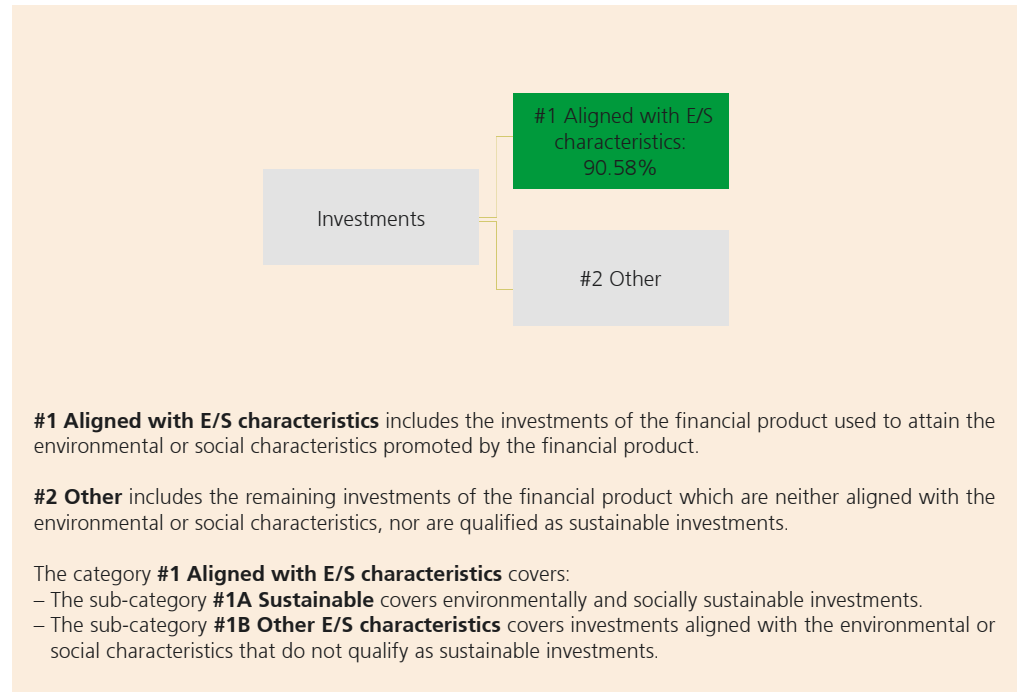 #1 Aligned with E/S
characteristics:
90.58%
Investments
#2 Other
#1 Aligned with E/S characteristics includes the investments of the financial product used to attain the
environmental or social characteristics promoted by the financial product.
#2 Other includes the remaining investments of the financial product which are neither aligned with the
environmental or social characteristics, nor are qualified as sustainable investments.
The category #1 Aligned with E/S characteristics covers:
– The sub-category #1A Sustainable covers environmentally and socially sustainable investments.
– The sub-category #1B Other E/S characteristics covers investments aligned with the environmental or
social characteristics that do not qualify as sustainable investments.